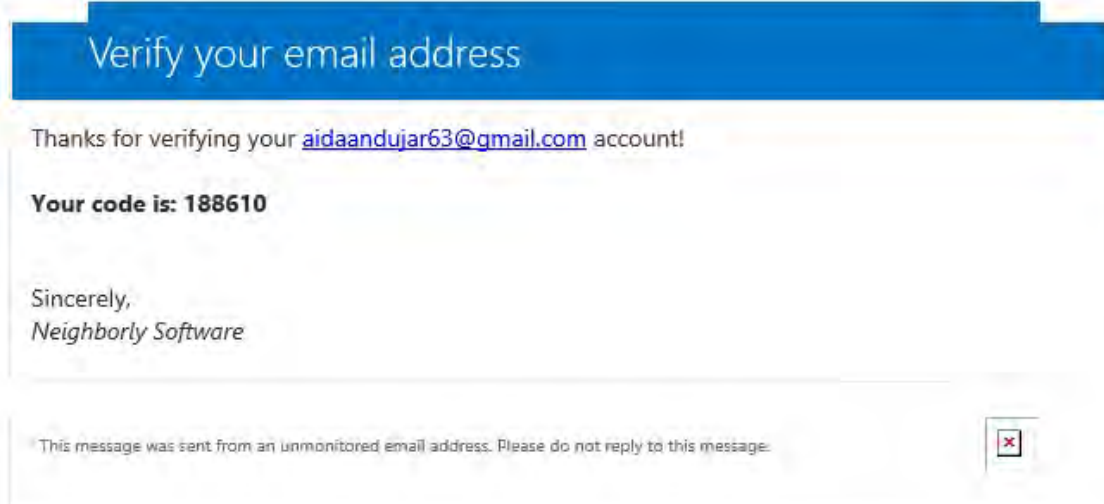 Verify your email address
Thanks for verifying your aidaandujar63@gmail.com account!
Your code is: 188610
Sincerely,
Neighborly Software
This message was sent from an unmonitored email address. Please do not reply to this message.